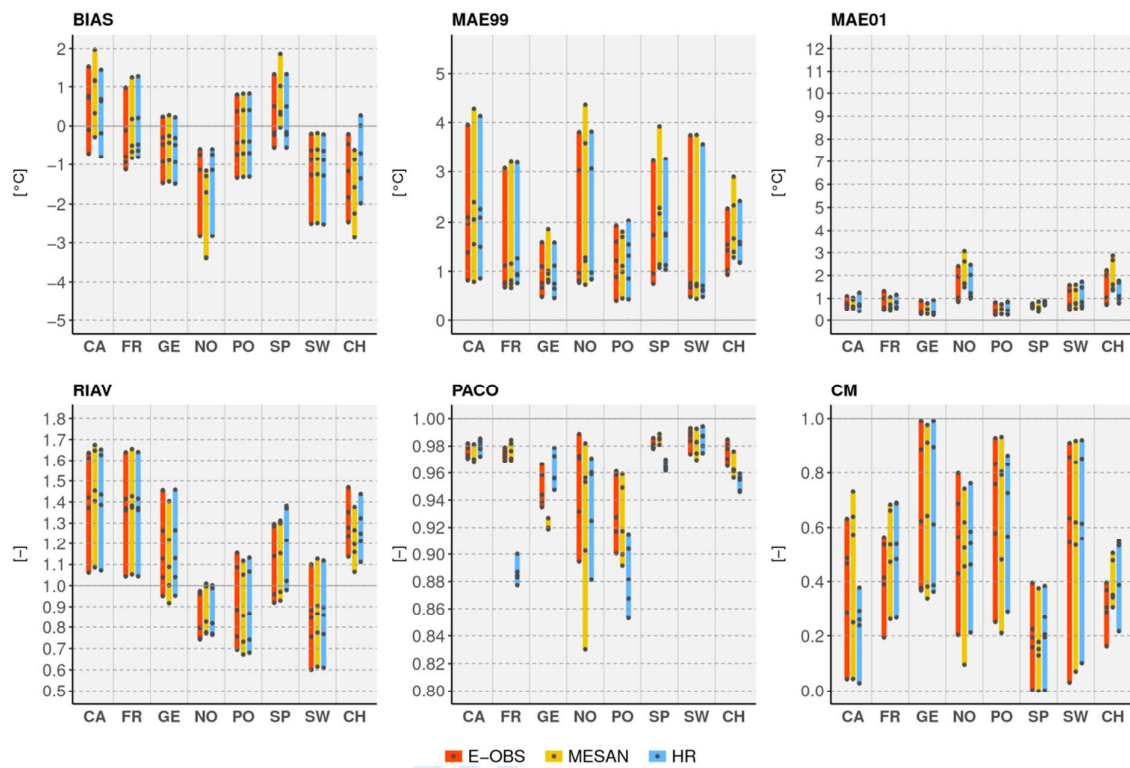 BIAS MAE99 MAE01
2 1 0 −1 −2 −3 −4 −5
[°C]
CA FR GE NO PO SP SW CH
5 4 3 2 1 0
[°C]
CA FR GE NO PO SP SW CH
12 11 10 9 8 7 6 5 4 3 2 1 0
[°C]
CA FR GE NO PO SP SW CH
RIAV PACO CM
1.8 1.7 1.6 1.5 1.4 1.3 1.2 1.1 1.0 0.9 0.8 0.7 0.6 0.5
[−]
CA FR GE NO PO SP SW CH
1.00 0.98 0.96 0.94 0.92 0.90 0.88 0.86 0.84 0.82 0.80
[−]
CA FR GE NO PO SP SW CH
1.0 0.8 0.6 0.4 0.2 0.0
[−]
CA FR GE NO PO SP SW CH
E−OBS MESAN HR